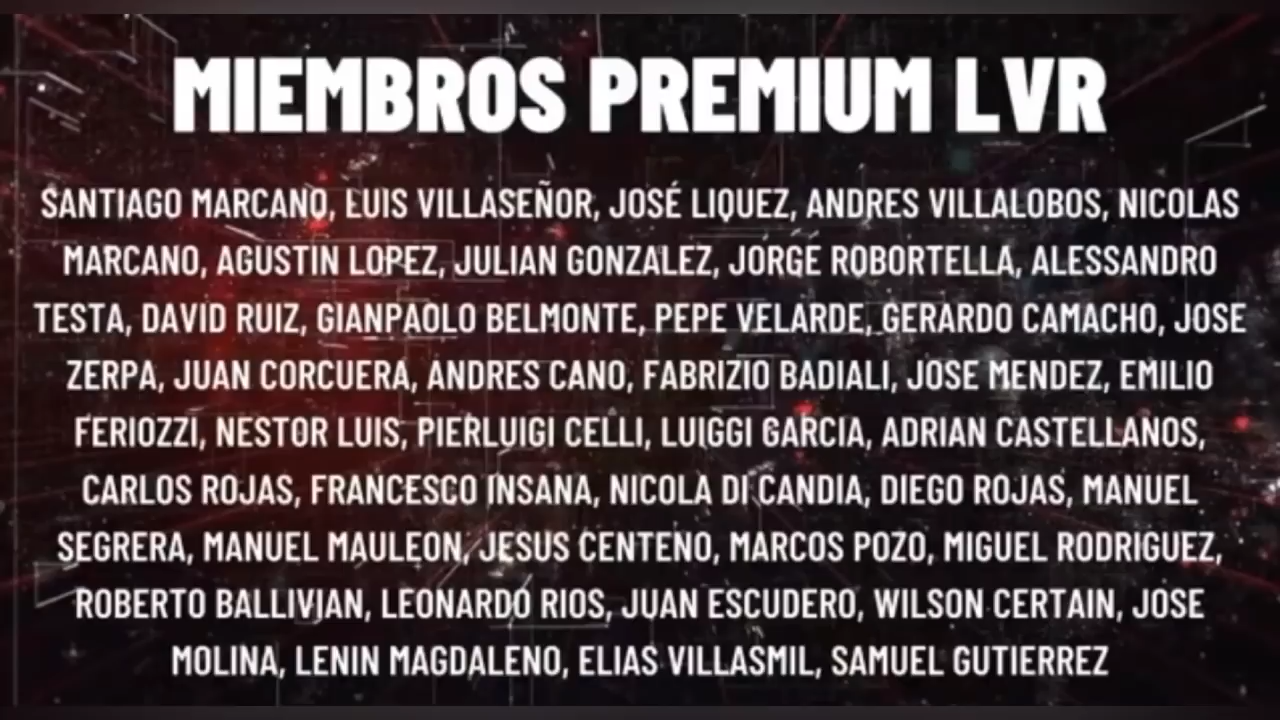 MIEMBROS PREMIUM LVR
SANTIAGO MARCANO, LUIS VILLASEÑOR, JOSÉ LIQUEZ, ANDRES VILLALOBOS, NICOLAS
MARCANO, AGUSTIN LOPEZ, JULIAN GONZALEZ, JORGE ROBORTELLA, ALESSANDRO
TESTA, DAVID RUIZ, GIANPAOLO BELMONTE, PEPE VELARDE, GERARDO CAMACHO, JOSE
ZERPA, JUAN CORCUERA, ANDRES CANO, FABRIZIO BADIALI, JOSE MENDEZ, EMILIO
FERIOZZI, NESTOR LUIS, PIERLUIGI CELLI, LUIGGI GARCIA, ADRIAN CASTELLANOS,
CARLOS ROJAS, FRANCESCO INSANA, NICOLA DI CANDIA, DIEGO ROJAS, MANUEL
SEGRERA, MANUEL MAULEON, JESUS CENTENO, MARCOS POZO, MIGUEL RODRIGUEZ,
ROBERTO BALLIVIAN, LEONARDO RIOS, JUAN ESCUDERO, WILSON CERTAIN, JOSE
MOLINA, LENIN MAGDALENO, ELIAS VILLASMIL, SAMUEL GUTIERREZ